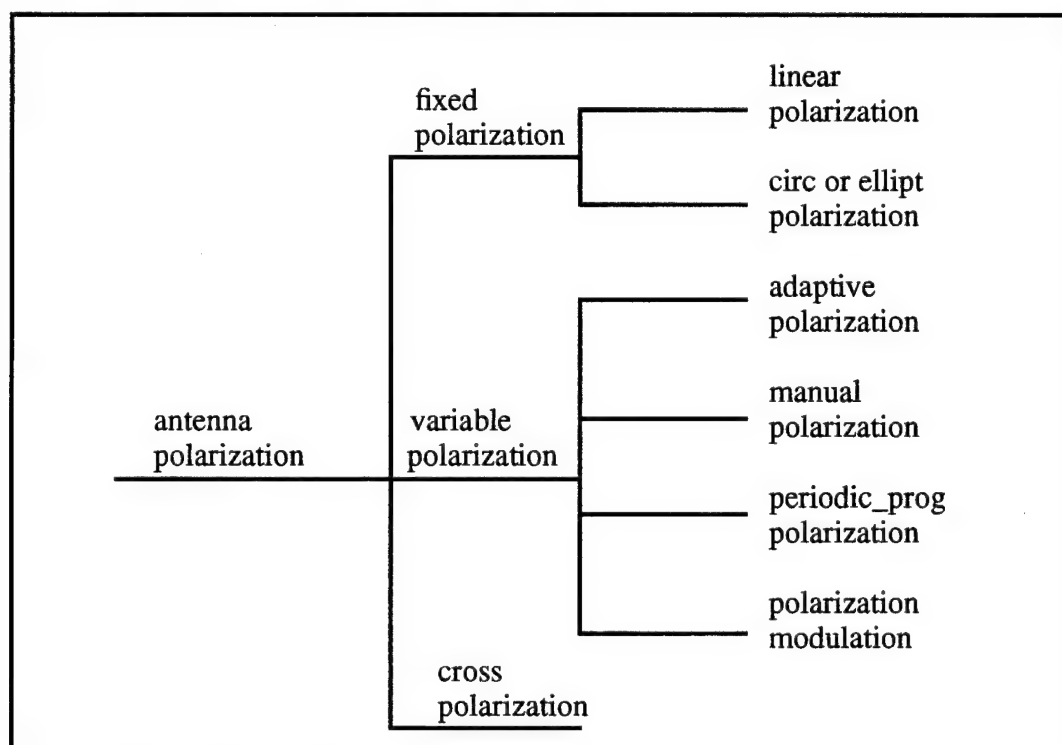 linear
polarization
fixed
polarization
circ or ellipt
polarization
adaptive
polarization
manual
polarization
antenna
polarization
variable
polarization
periodic_prog
polarization
polarization
modulation
cross
polarization